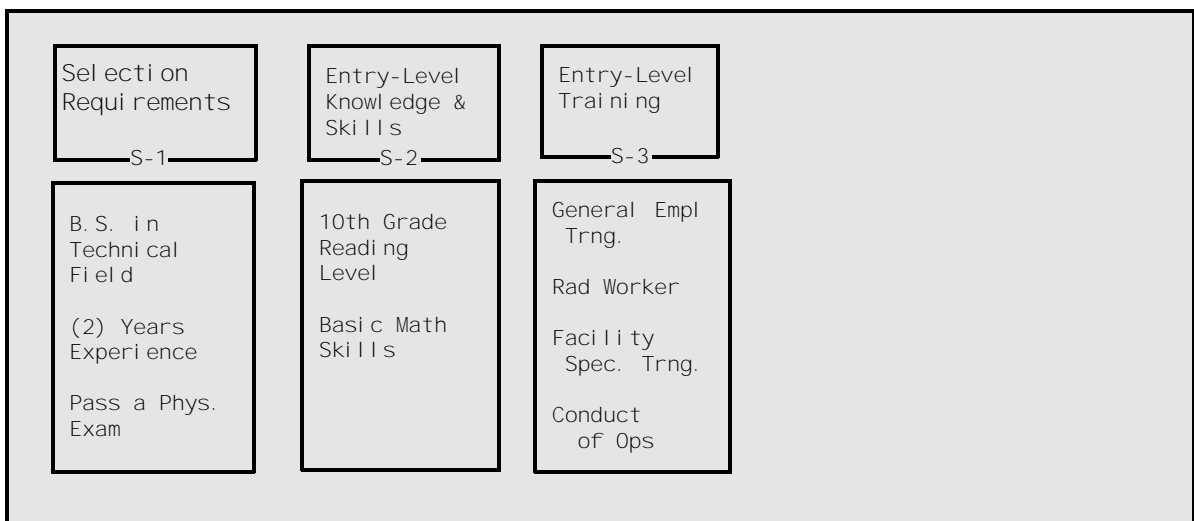 Selection
Requirements
S-1
Entry-Level
Knowledge &
Skills
S-2
Entry-Level
Training
S-3
B.S. in
Technical
Field
(2) Years
Experience
Pass a Phys.
Exam
10th Grade
Reading
Level
Basic Math
Skills
General Empl
Trng.
Rad Worker
Facility
Spec. Trng.
Conduct
of Ops